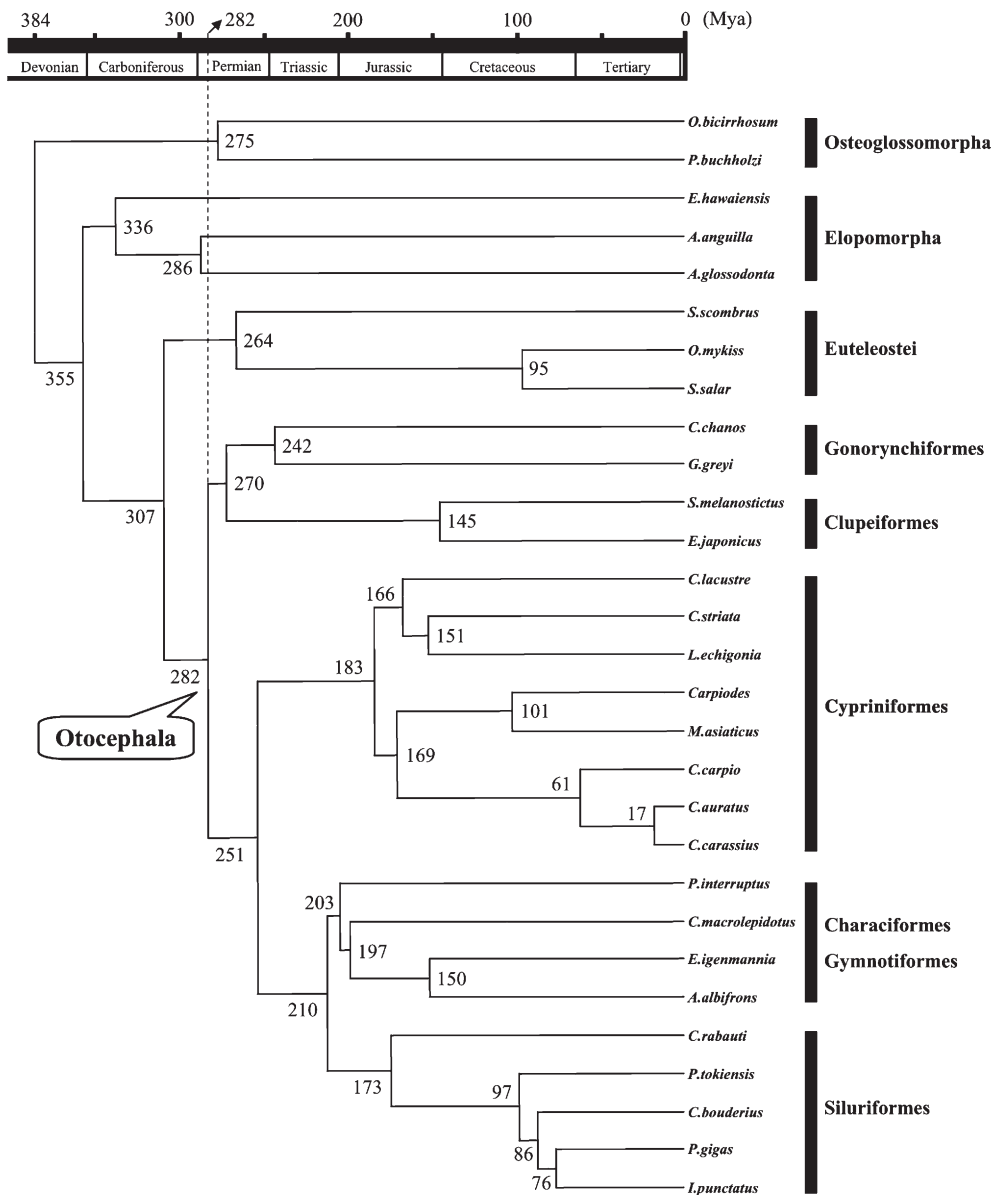 384 300 282 200 100 0 (Mya)
Devonian Carboniferous Permian Triassic Jurassic Cretaceous Tertiary
O.bicirrhosum
275 Osteoglossomorpha
P.buchholzi
E.hawaiensis
336
A.anguilla Elopomorpha
286
A.glossodonta
S.scombrus
264
O.mykiss Euteleostei
95
355
S.salar
C.chanos
242 Gonorynchiformes
G.greyi
270
S.melanostictus
307 145 Clupeiformes
E.japonicus
C.lacustre
166
C.striata
151
L.echigonia
183
282
Carpiodes
101 Cypriniformes
M.asiaticus
Otocephala
169
C.carpio
61
C.auratus
17
C.carassius
251
P.interruptus
203
C.macrolepidotus Characiformes
197
E.igenmannia Gymnotiformes
150
A.albifrons
210
C.rabauti
P.tokiensis
173 97
C.bouderius Siluriformes
P.gigas
86
76 I.punctatus